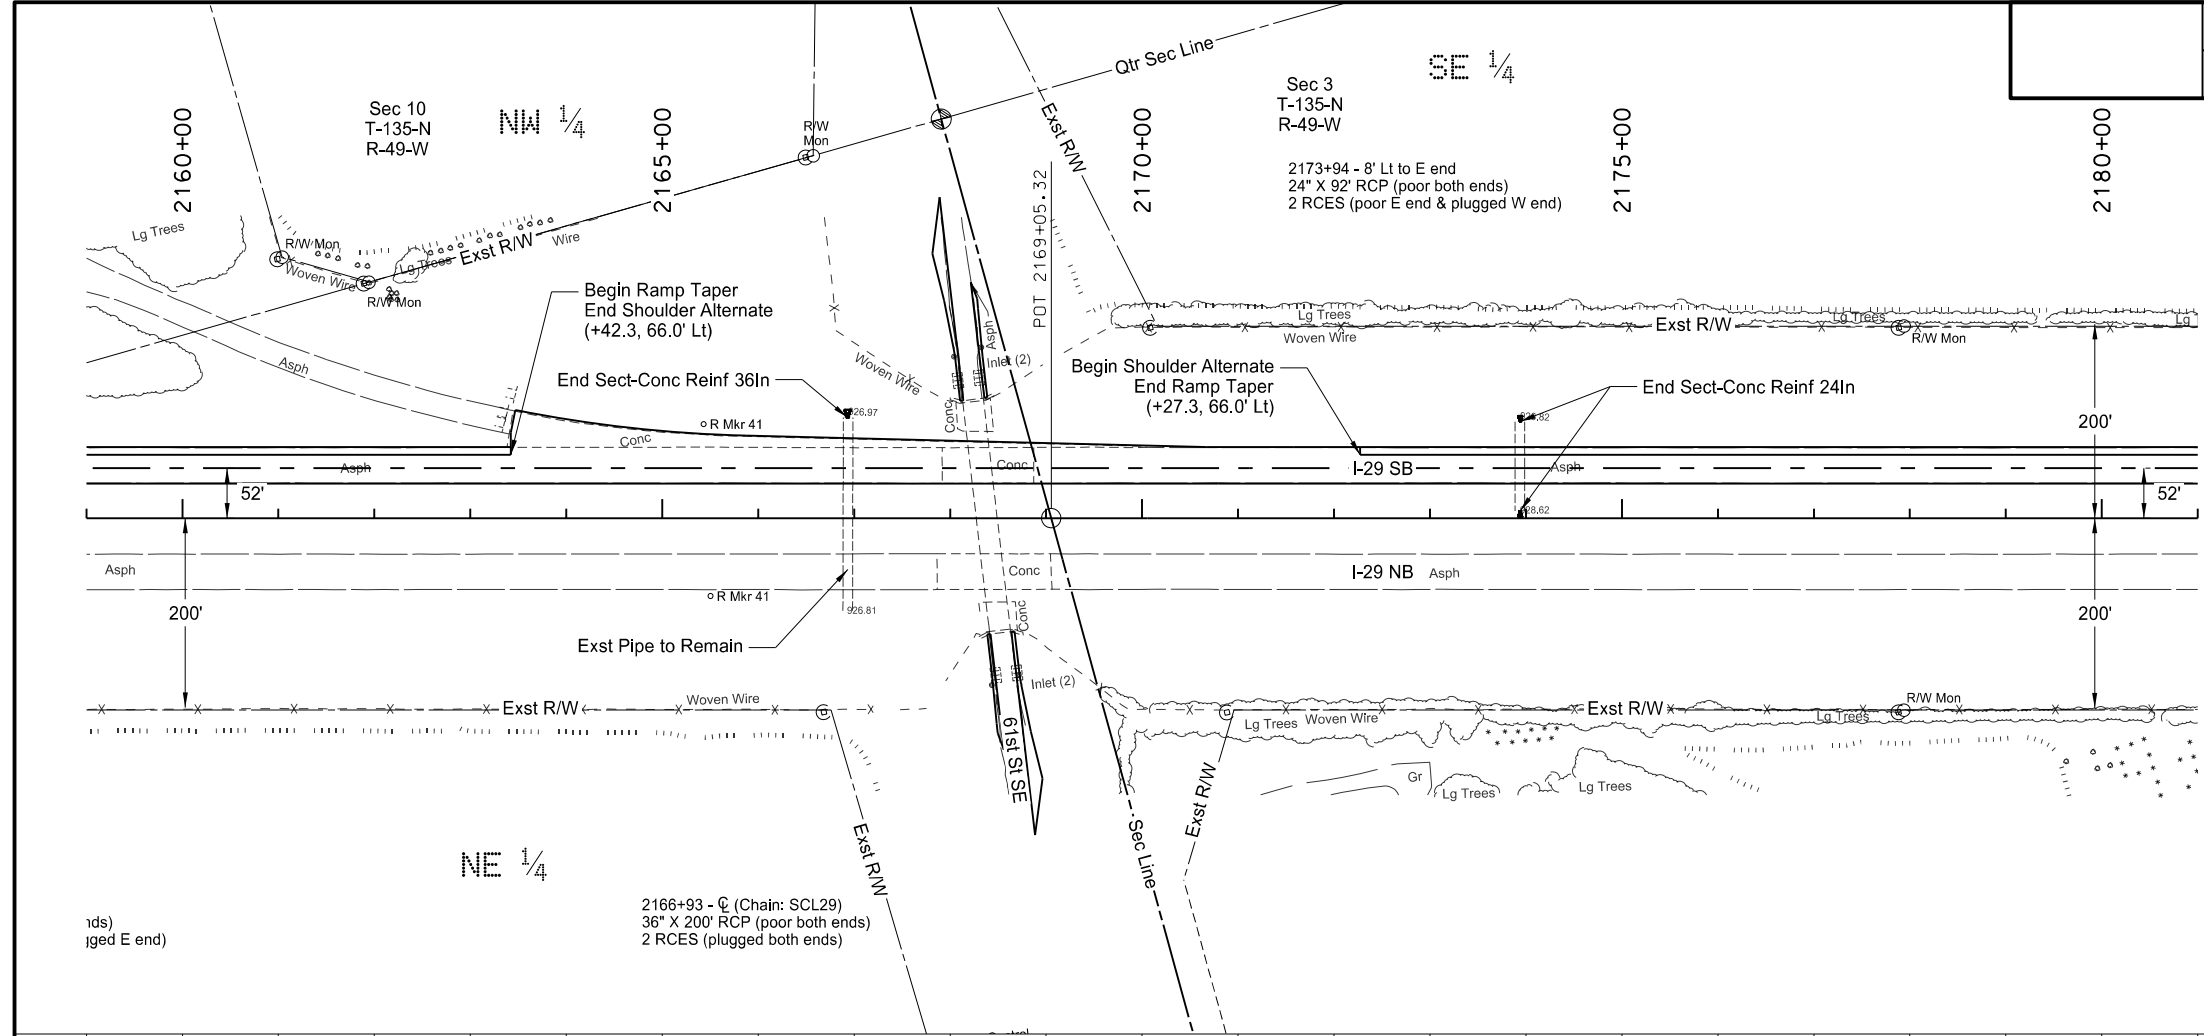 Qtr Sec Line
SE 1/4
Sec 3
T-135-N
R-49-W
Sec 10
T-135-N
R-49-W
NW 1/4
R/W
Mon
Exst R/W
2160+00
2165+00
2170+00
2175+00
2180+00
POT 2169+05.32
2173+94 - 8' Lt to E end
24" X 92' RCP (poor both ends)
2 RCES (poor E end & plugged W end)
Lg Trees
R/W Mon
Woven Wire
Lg Trees
Exst R/W
Wire
R/W Mon
Begin Ramp Taper
End Shoulder Alternate
(+42.3, 66.0' Lt)
Asph
Asph
Woven Wire
Inlet (2)
Lg Trees
Exst R/W
Woven Wire
Lg Trees
Lg
R/W Mon
End Sect-Conc Reinf 36In
Begin Shoulder Alternate
End Ramp Taper
(+27.3, 66.0' Lt)
End Sect-Conc Reinf 24In
926.97
R Mkr 41
Conc
Conc
200'
Asph
Conc
I-29 SB
Asph
52'
52'
928.62
Asph
Conc
I-29 NB
Asph
R Mkr 41
926.81
Conc
200'
200'
Exst Pipe to Remain
Inlet (2)
Exst R/W
Woven Wire
61st St SE
Lg Trees
Woven Wire
Exst R/W
Lg Trees
R/W Mon
Gr
Lg Trees
Lg Trees
Exst R/W
Sec Line
Exst R/W
NE 1/4
2166+93 - ℄ (Chain: SCL29)
36" X 200' RCP (poor both ends)
2 RCES (plugged both ends)
nds)
gged E end)